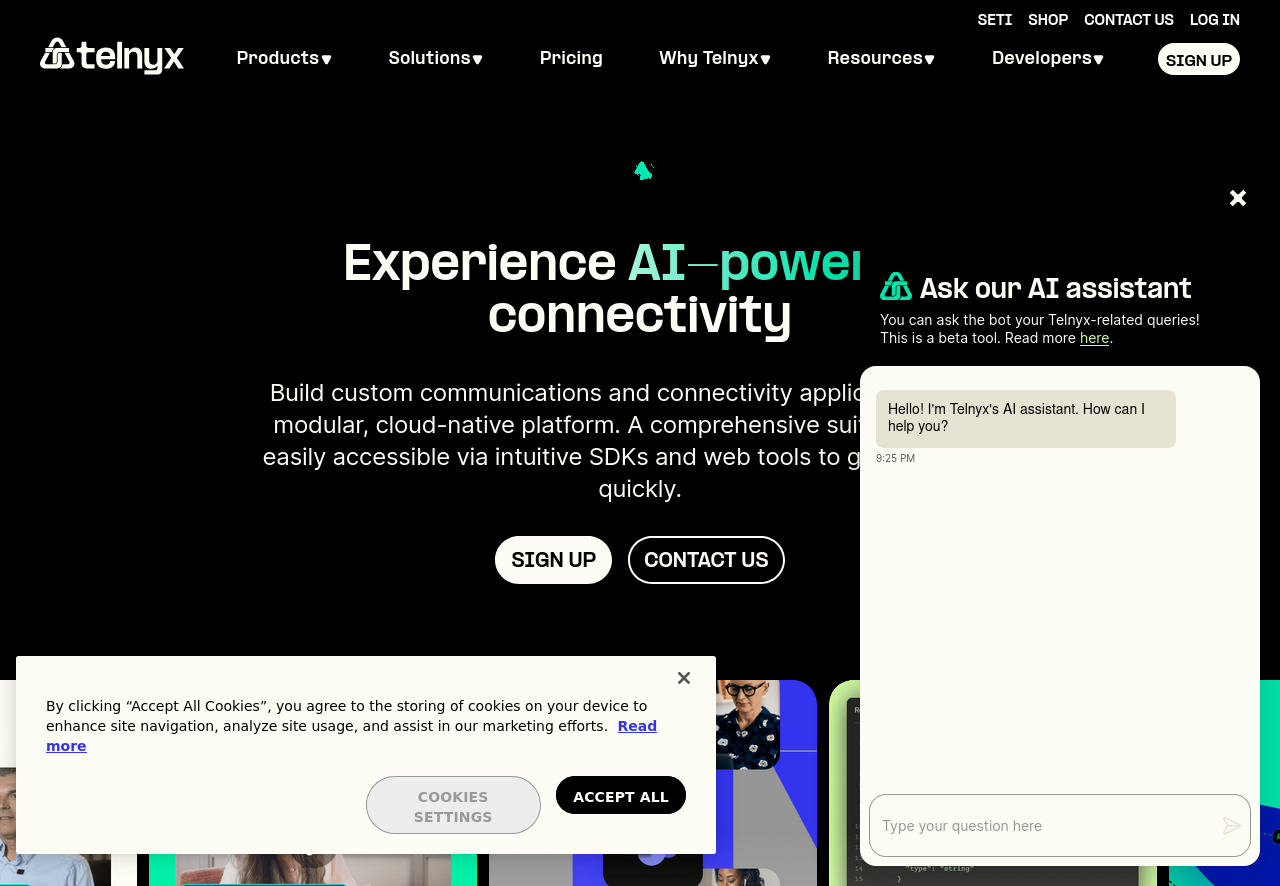 SETI SHOP CONTACT US LOG IN
telnyx Products Solutions Pricing Why Telnyx Resources Developers SIGN UP
Experience AI-power
connectivity
Build custom communications and connectivity applic
modular, cloud-native platform. A comprehensive sui
easily accessible via intuitive SDKs and web tools to g
quickly.
SIGN UP CONTACT US
Ask our AI assistant
You can ask the bot your Telnyx-related queries!
This is a beta tool. Read more here.
Hello! I'm Telnyx's AI assistant. How can I
help you?
9:25 PM
Type your question here
By clicking “Accept All Cookies”, you agree to the storing of cookies on your device to
enhance site navigation, analyze site usage, and assist in our marketing efforts. Read
more
COOKIES
SETTINGS
ACCEPT ALL
"type": "string"
}